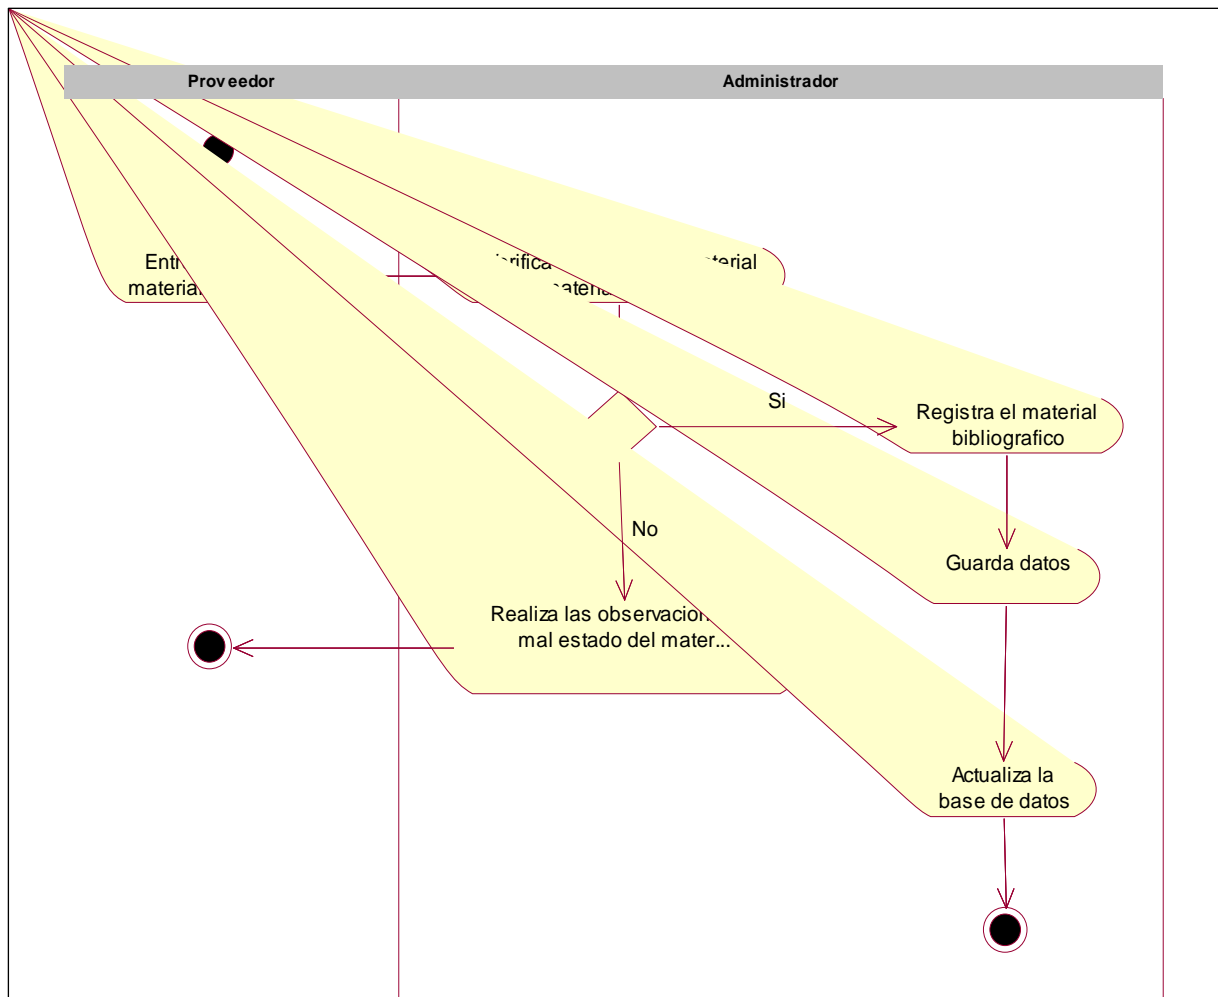 Proveedor
Administrador
material
Si
Registra el material
bibliografico
No
Guarda datos
Realiza las
mal estado del mater...
Actualiza la
base de datos